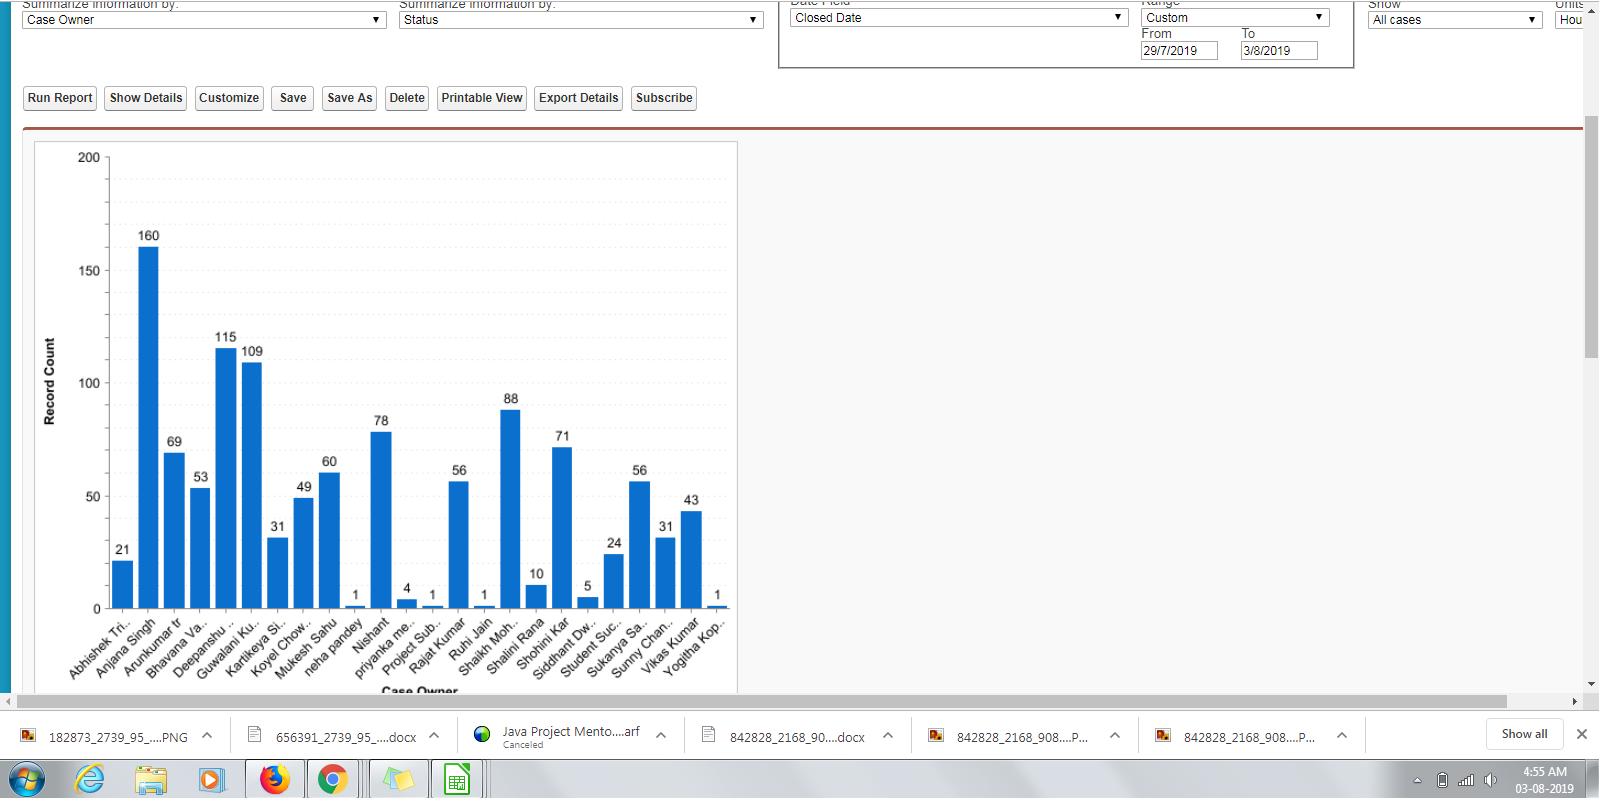 Summarize information by:
Case Owner
Summarize information by:
Status
Date Field
Closed Date
Range
Custom
From
To
29/7/2019
3/8/2019
Show
All cases
Units
Hou
Run Report
Show Details
Customize
Save
Save As
Delete
Printable View
Export Details
Subscribe
200
150
100
50
0
Record Count
21
160
69
53
115
109
31
49
60
1
78
4
1
56
1
88
10
71
5
24
56
31
43
1
Abhishek Tri..
Anjana Singh
Arunkumar tr
Bhavana Va..
Deepanshu ..
Guwalani Ku..
Kartikeya Si..
Koyel Chow..
Mukesh Sahu
neha pandey
Nishant
priyanka me..
Project Sub..
Rajat Kumar
Ruhi Jain
Shaikh Moh..
Shalini Rana
Shohini Kar
Siddhant Dw..
Student Suc..
Sukanya Sa..
Sunny Chan..
Vikas Kumar
Yogitha Kop..
Case Owner
182873_2739_95_....PNG
656391_2739_95_....docx
Java Project Mento....arf
Canceled
842828_2168_90....docx
842828_2168_908....P...
842828_2168_908....P...
Show all
4:55 AM
03-08-2019